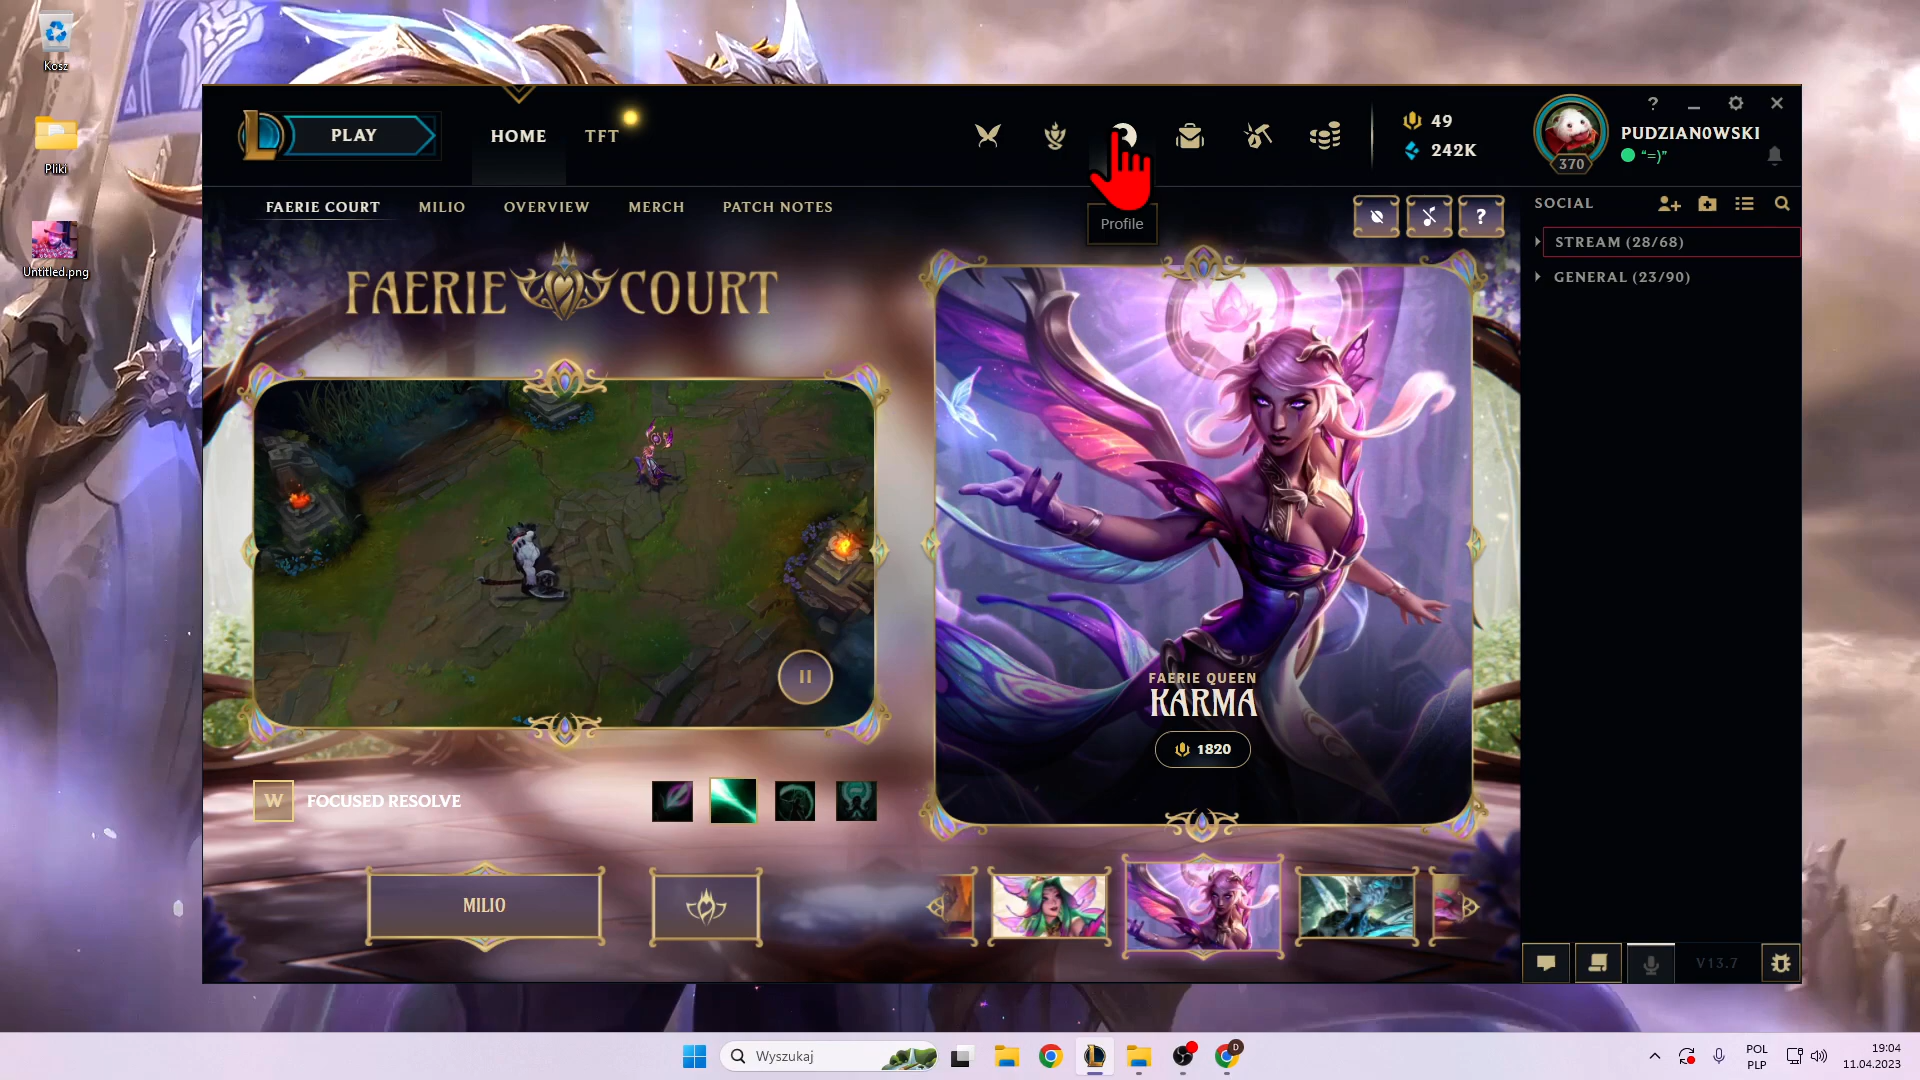 Kosz
Pliki
Untitled.png
PLAY
HOME
TFT
Profile
49
242K
370
PUDZIAN0WSKI
"=)"
FAERIE COURT
MILIO
OVERVIEW
MERCH
PATCH NOTES
?
?
SOCIAL
STREAM (28/68)
GENERAL (23/90)
FAERIE COURT
FAERIE QUEEN
KARMA
1820
W
FOCUSED RESOLVE
MILIO
V13.7
Wyszukaj
D
POL
PLP
19:04
11.04.2023